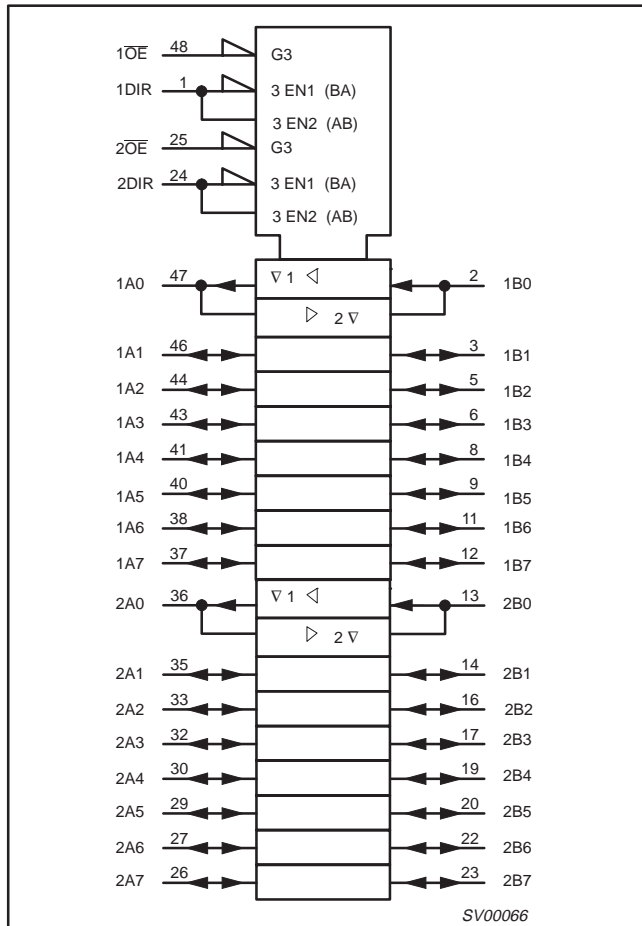 1O̅E̅ 48 G3
1DIR 1 3 EN1 (BA)
3 EN2 (AB)
2O̅E̅ 25 G3
2DIR 24 3 EN1 (BA)
3 EN2 (AB)
1A0 47 ∇ 1 ◁ 2 1B0
▷ 2 ∇
1A1 46 3 1B1
1A2 44 5 1B2
1A3 43 6 1B3
1A4 41 8 1B4
1A5 40 9 1B5
1A6 38 11 1B6
1A7 37 12 1B7
2A0 36 ∇ 1 ◁ 13 2B0
▷ 2 ∇
2A1 35 14 2B1
2A2 33 16 2B2
2A3 32 17 2B3
2A4 30 19 2B4
2A5 29 20 2B5
2A6 27 22 2B6
2A7 26 23 2B7
SV00066